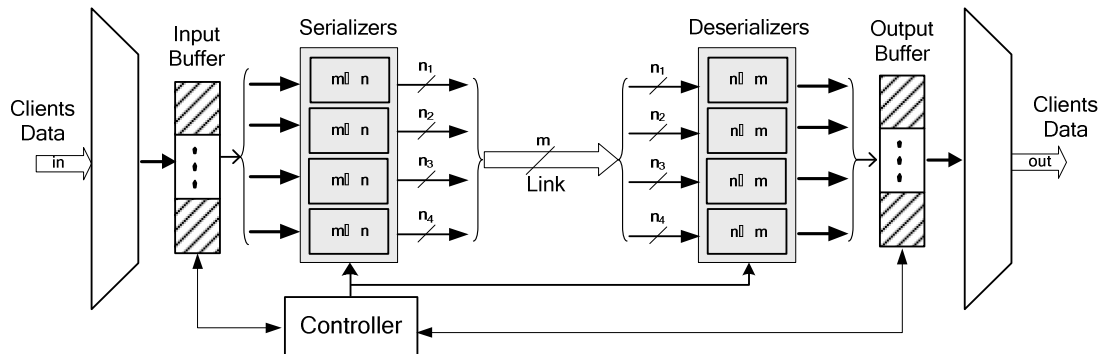 Clients
Data
in
Input
Buffer
Serializers
m▯ n
m▯ n
m▯ n
m▯ n
n₁
n₂
n₃
n₄
m
Link
n₁
n₂
n₃
n₄
Deserializers
n▯ m
n▯ m
n▯ m
n▯ m
Output
Buffer
Clients
Data
out
Controller